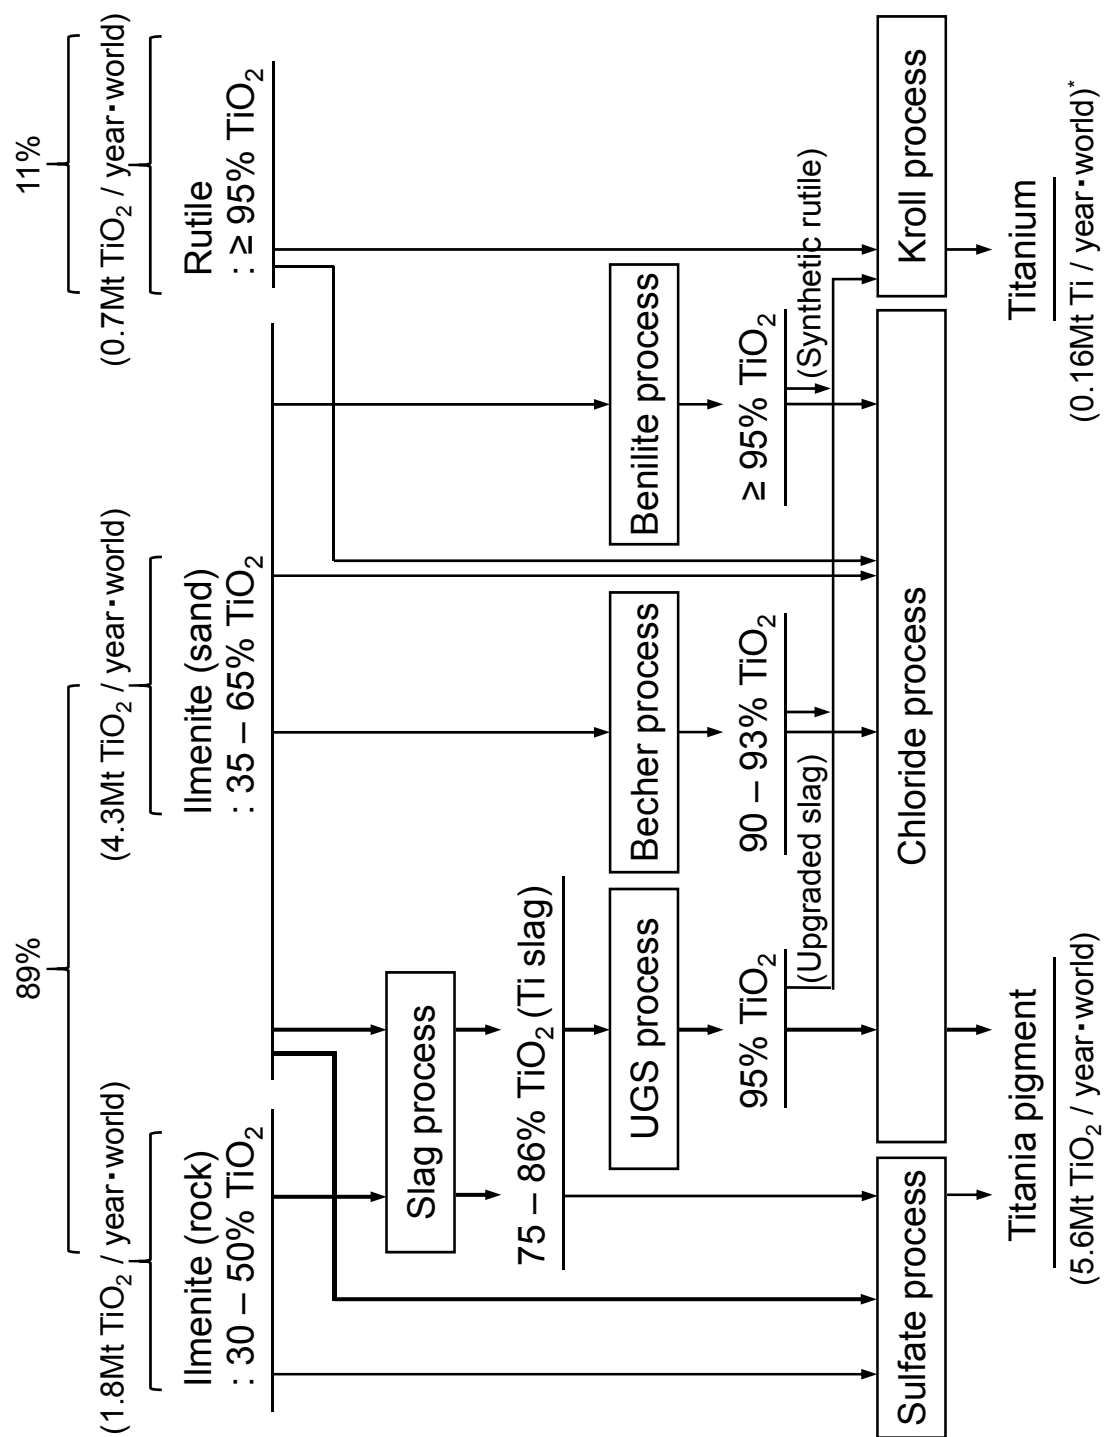 89%
11%
(1.8Mt TiO₂ / year·world)
(4.3Mt TiO₂ / year·world)
(0.7Mt TiO₂ / year·world)
Ilmenite (rock)
: 30 – 50% TiO₂
Ilmenite (sand)
: 35 – 65% TiO₂
Rutile
: ≥ 95% TiO₂
Slag process
75 – 86% TiO₂ (Ti slag)
UGS process
Becher process
Benilite process
95% TiO₂
90 – 93% TiO₂
≥ 95% TiO₂
(Upgraded slag)
(Synthetic rutile)
Sulfate process
Chloride process
Kroll process
Titania pigment
(5.6Mt TiO₂ / year·world)
Titanium
(0.16Mt Ti / year·world)*